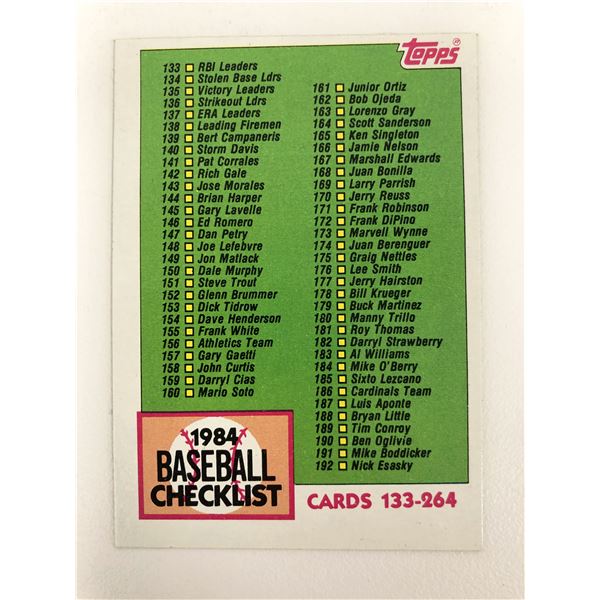 Topps®
133 RBI Leaders
134 Stolen Base Ldrs
135 Victory Leaders
136 Strikeout Ldrs
137 ERA Leaders
138 Leading Firemen
139 Bert Campaneris
140 Storm Davis
141 Pat Corrales
142 Rich Gale
143 Jose Morales
144 Brian Harper
145 Gary Lavelle
146 Ed Romero
147 Dan Petry
148 Joe Lefebvre
149 Jon Matlack
150 Dale Murphy
151 Steve Trout
152 Glenn Brummer
153 Dick Tidrow
154 Dave Henderson
155 Frank White
156 Athletics Team
157 Gary Gaetti
158 John Curtis
159 Darryl Cias
160 Mario Soto
161 Junior Ortiz
162 Bob Ojeda
163 Lorenzo Gray
164 Scott Sanderson
165 Ken Singleton
166 Jamie Nelson
167 Marshall Edwards
168 Juan Bonilla
169 Larry Parrish
170 Jerry Reuss
171 Frank Robinson
172 Frank DiPino
173 Marvell Wynne
174 Juan Berenguer
175 Graig Nettles
176 Lee Smith
177 Jerry Hairston
178 Bill Krueger
179 Buck Martinez
180 Manny Trillo
181 Roy Thomas
182 Darryl Strawberry
183 Al Williams
184 Mike O'Berry
185 Sixto Lezcano
186 Cardinals Team
187 Luis Aponte
188 Bryan Little
189 Tim Conroy
190 Ben Oglivie
191 Mike Boddicker
192 Nick Esasky
1984
BASEBALL
CHECKLIST
CARDS 133-264